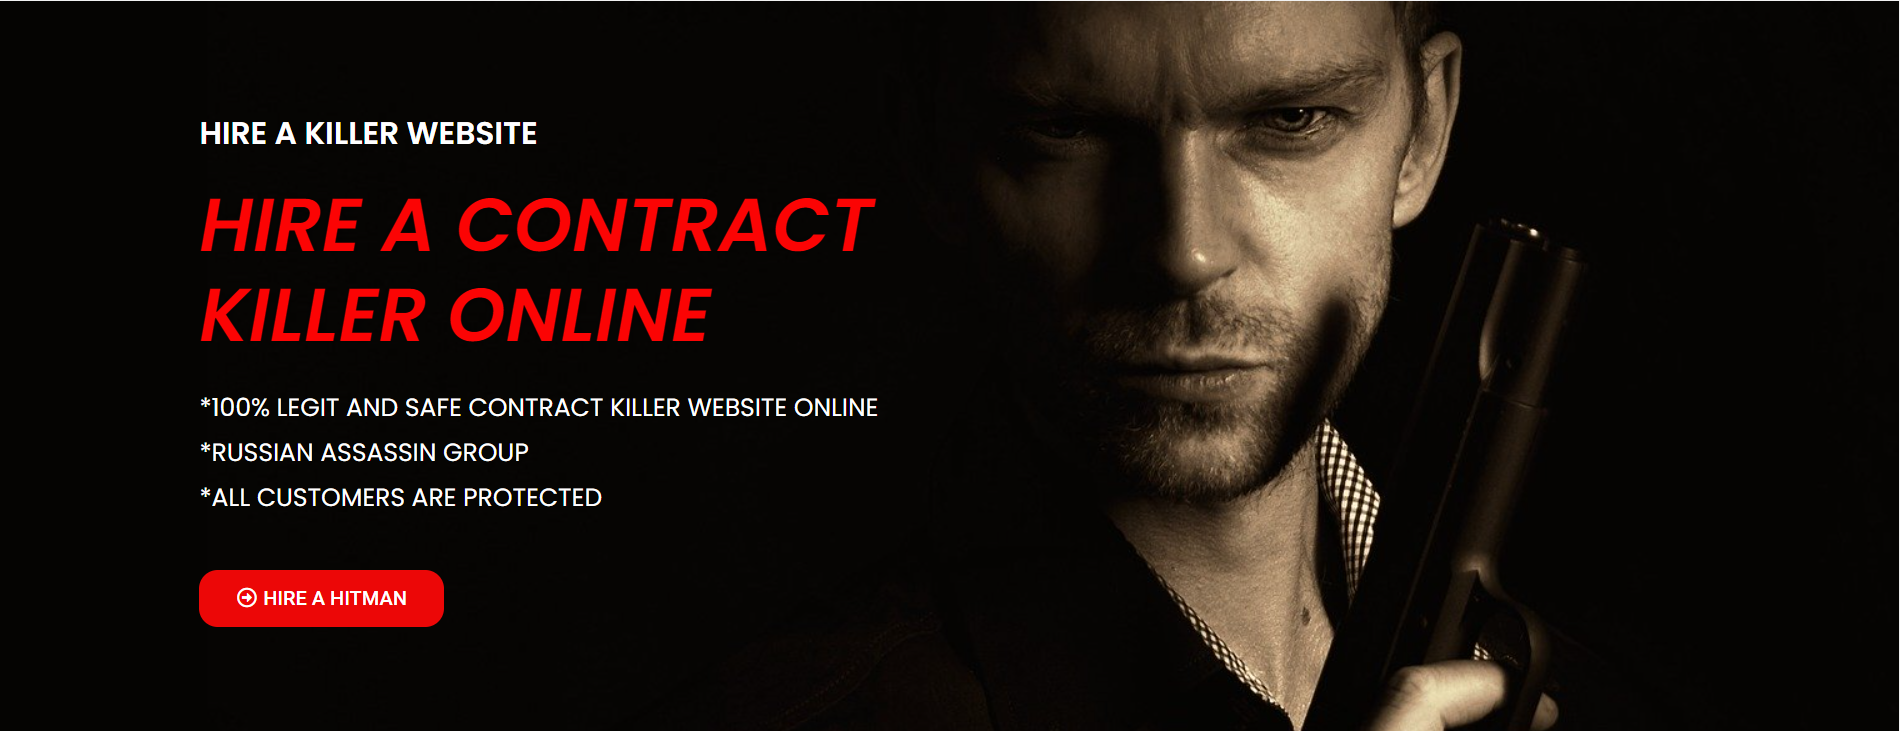 HIRE A KILLER WEBSITE
HIRE A CONTRACT
KILLER ONLINE
*100% LEGIT AND SAFE CONTRACT KILLER WEBSITE ONLINE
*RUSSIAN ASSASSIN GROUP
*ALL CUSTOMERS ARE PROTECTED
HIRE A HITMAN